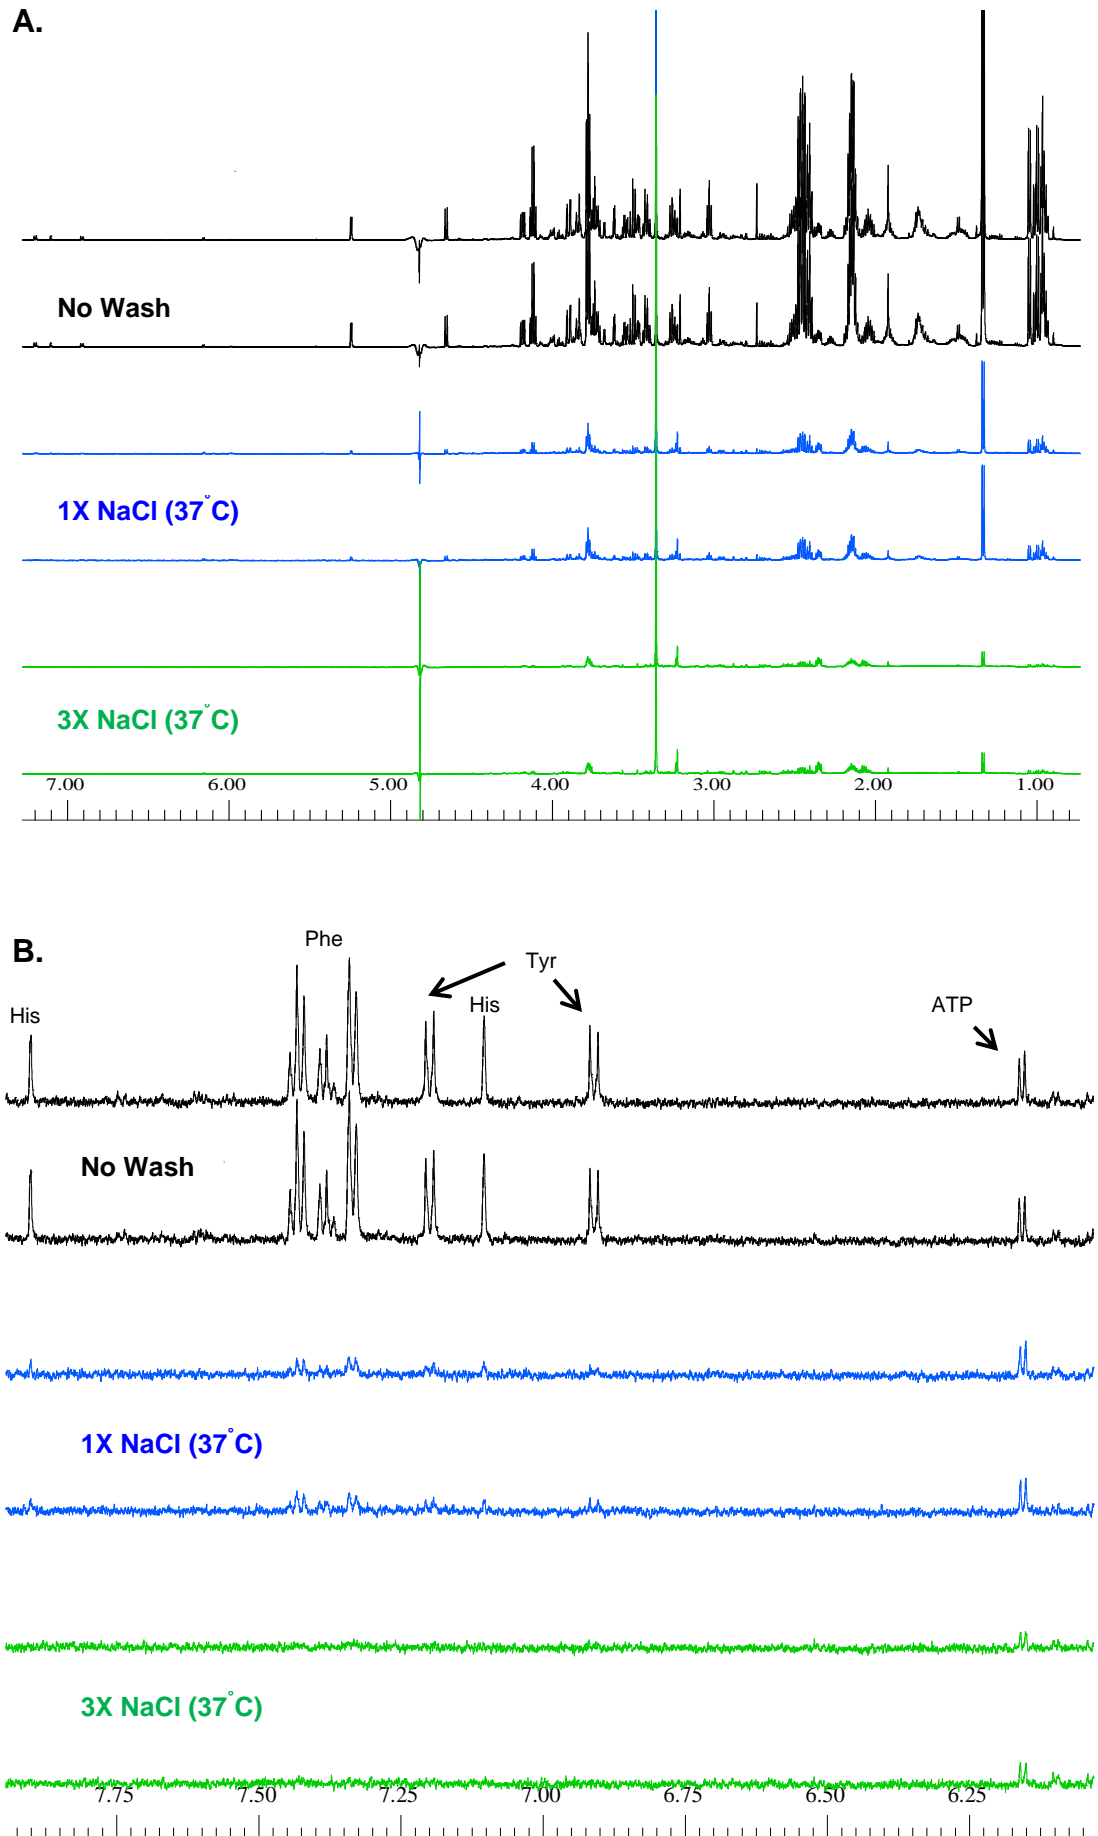 A.
No Wash
1X NaCl (37°C)
3X NaCl (37°C)
7.00 6.00 5.00 4.00 3.00 2.00 1.00
B.
Phe
Tyr
His
His
ATP
No Wash
1X NaCl (37°C)
3X NaCl (37°C)
7.75 7.50 7.25 7.00 6.75 6.50 6.25